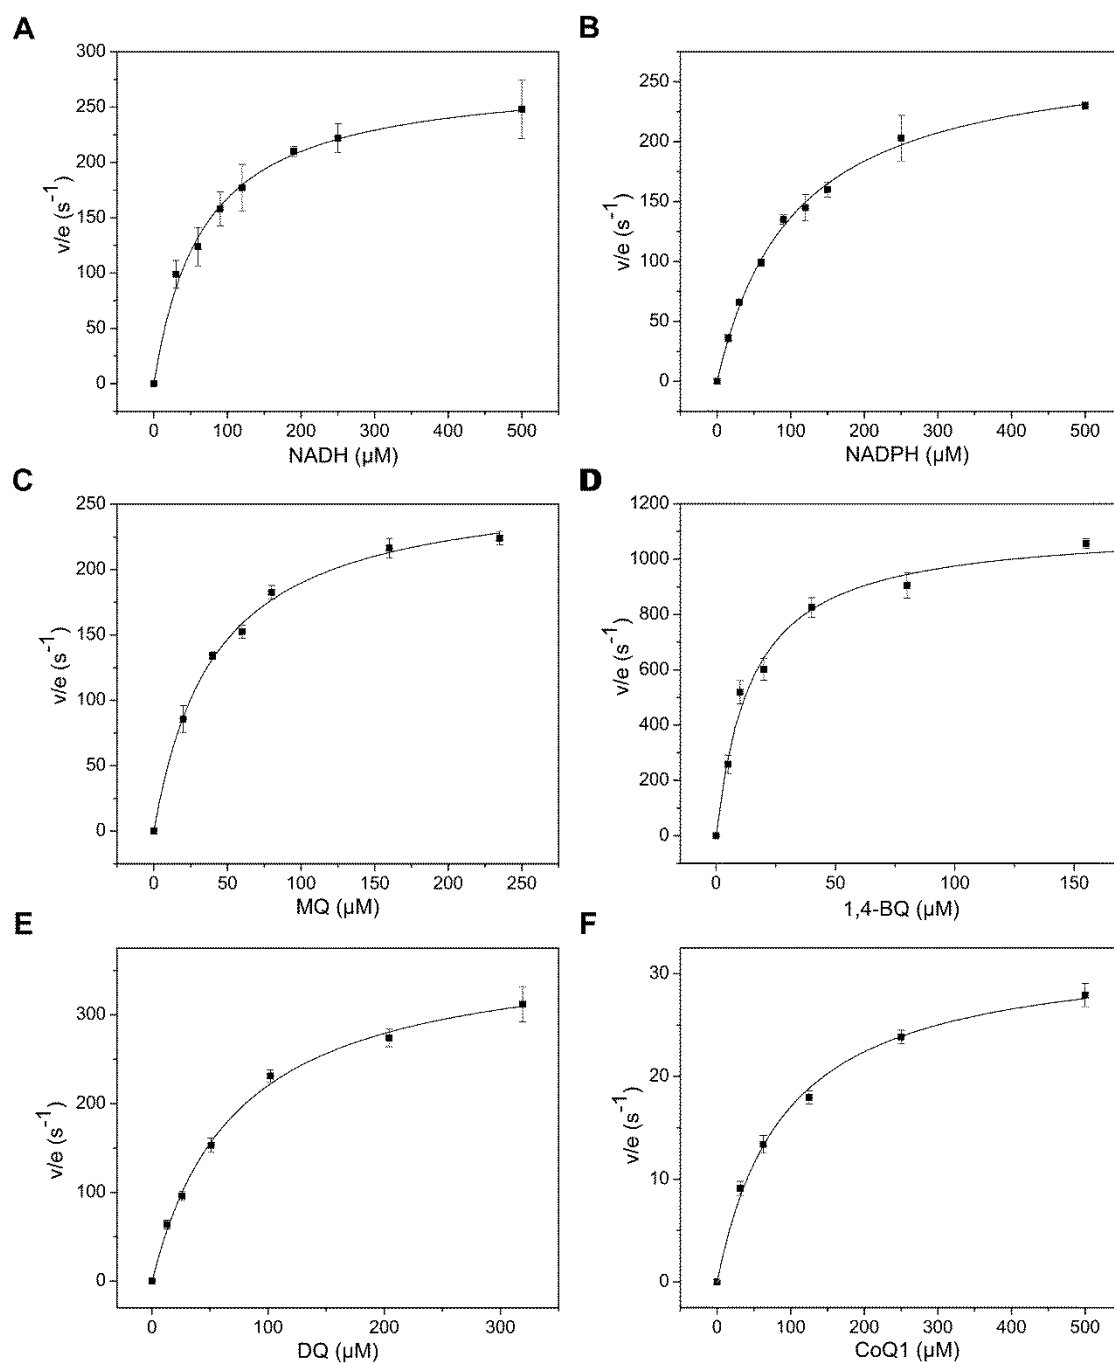 A
300
250
200
150
100
50
0
v/e (s⁻¹)
0 100 200 300 400 500
NADH (µM)
B
250
200
150
100
50
0
v/e (s⁻¹)
0 100 200 300 400 500
NADPH (µM)
C
250
200
150
100
50
0
v/e (s⁻¹)
0 50 100 150 200 250
MQ (µM)
D
1200
1000
800
600
400
200
0
v/e (s⁻¹)
0 50 100 150
1,4-BQ (µM)
E
300
200
100
0
v/e (s⁻¹)
0 100 200 300
DQ (µM)
F
30
20
10
0
v/e (s⁻¹)
0 100 200 300 400 500
CoQ1 (µM)